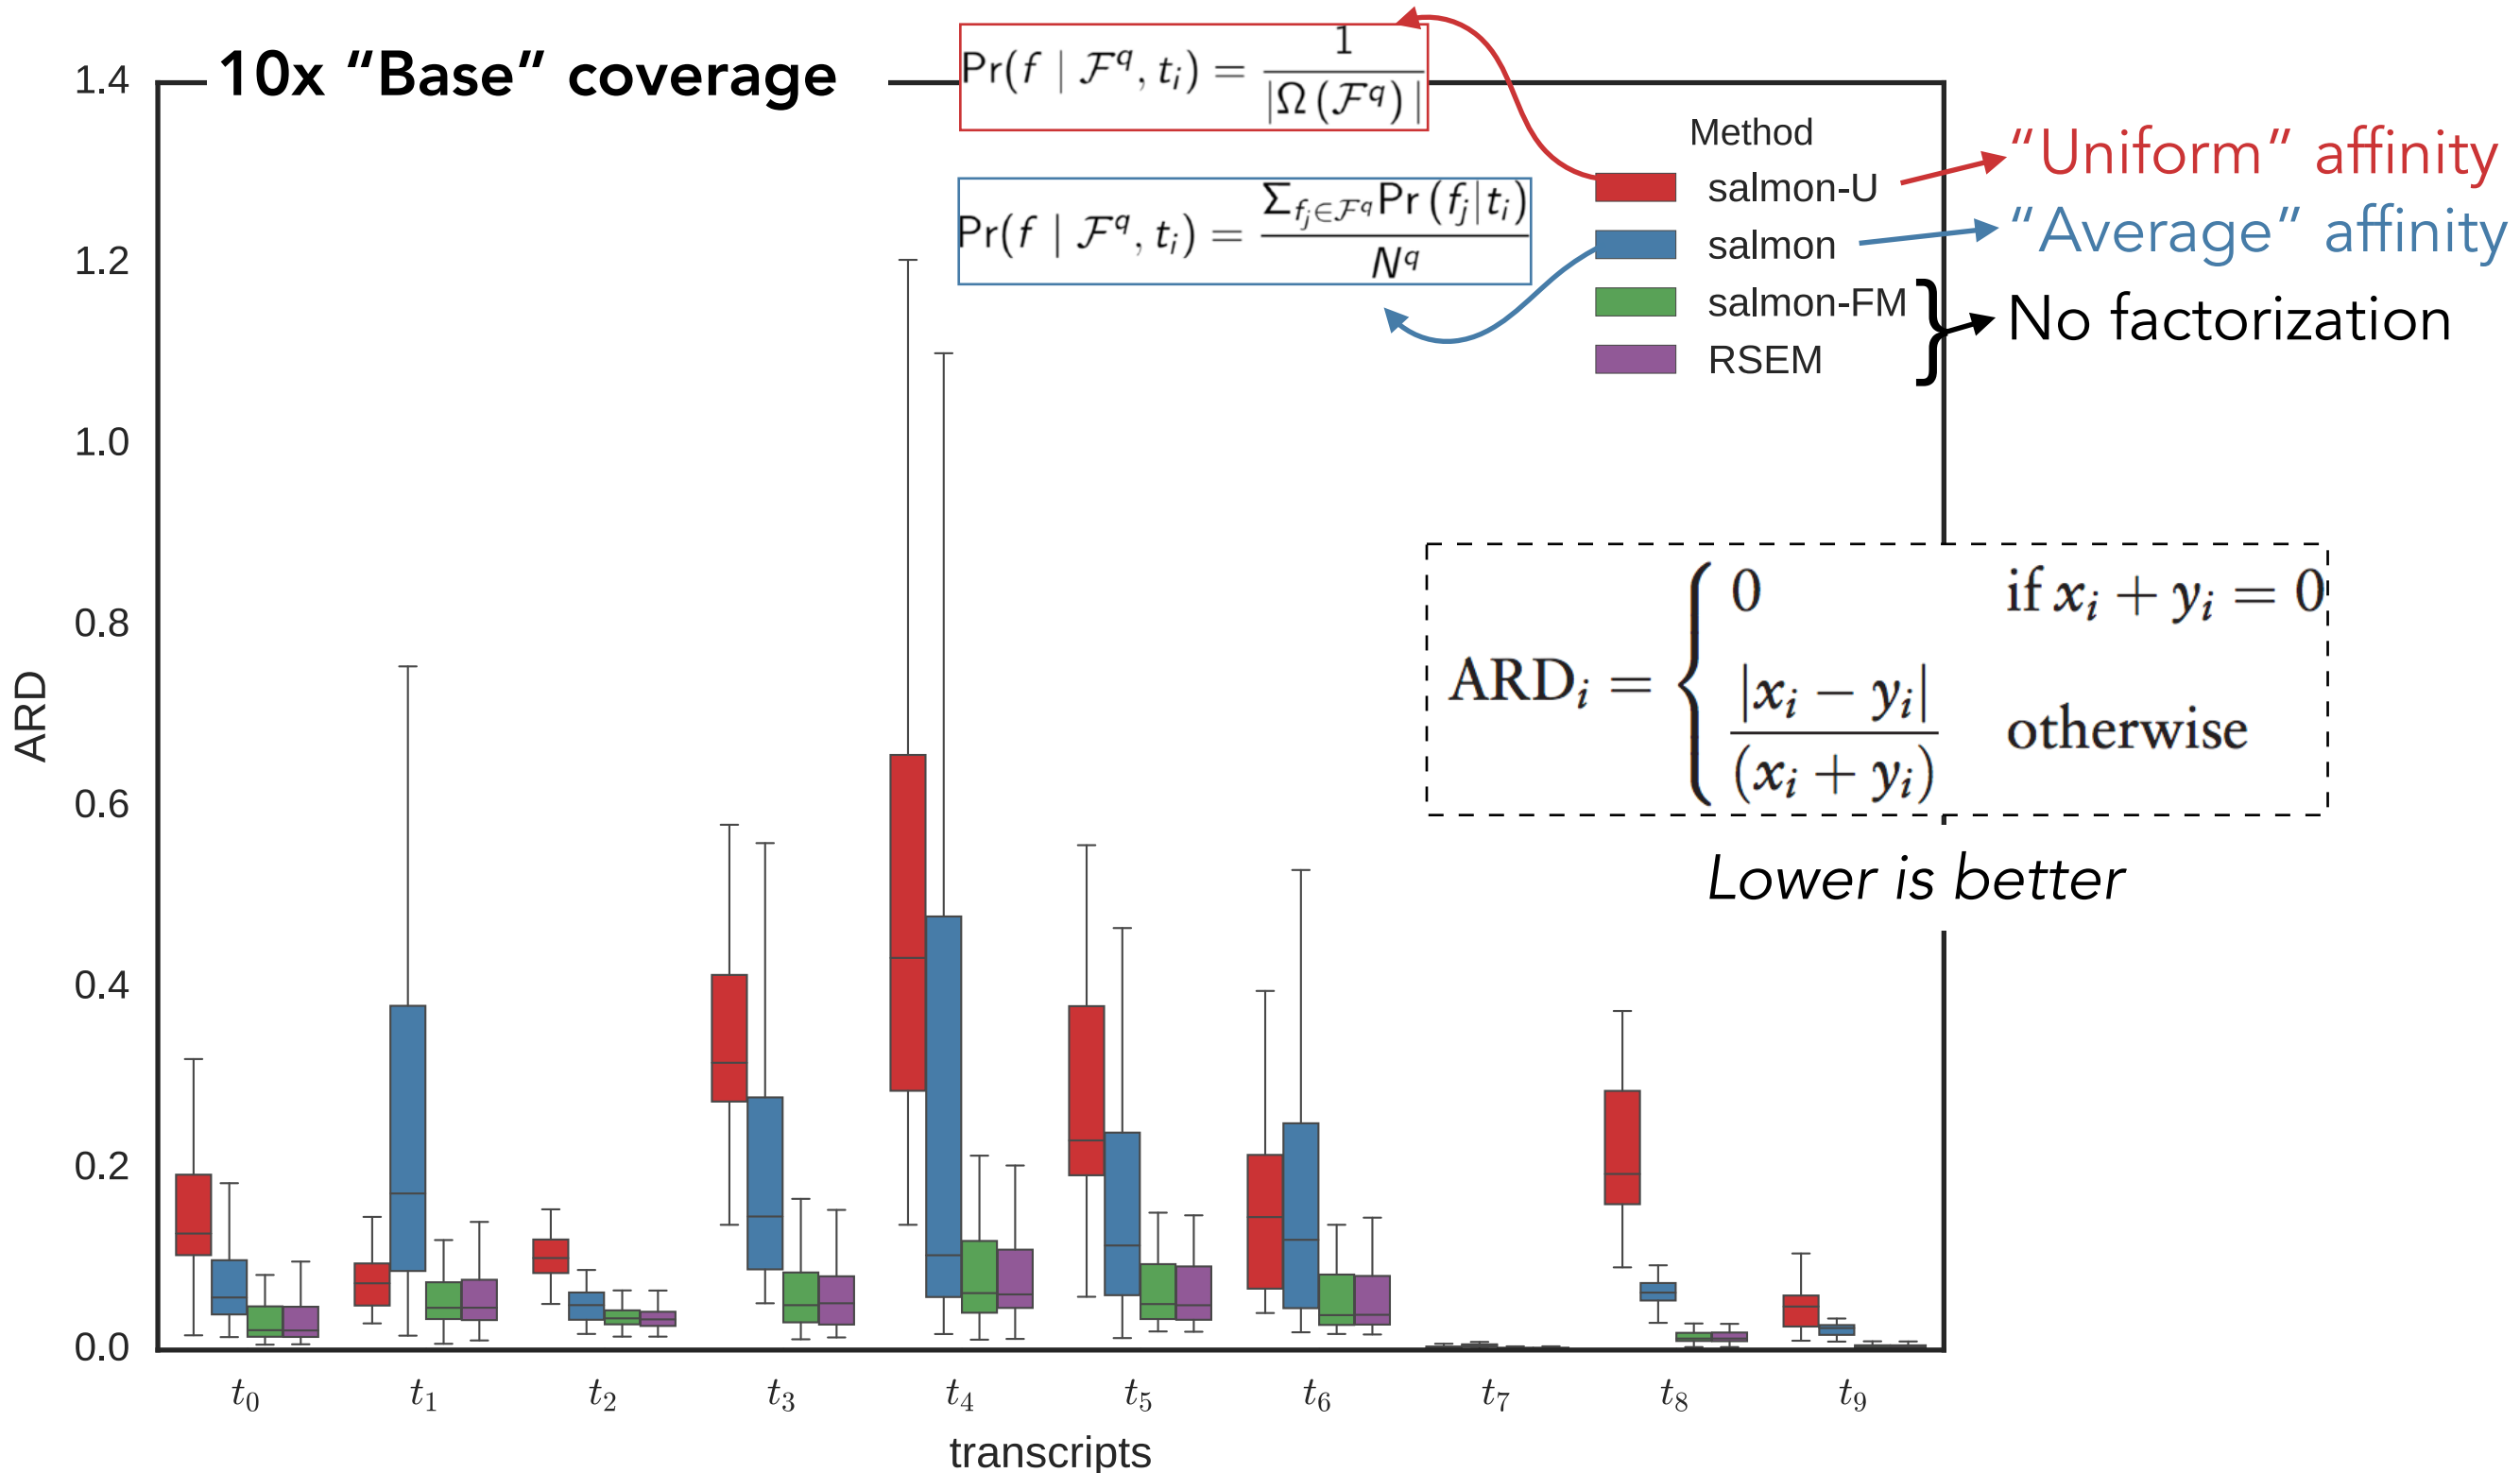 10x “Base” coverage
Pr(f | ℱ^q, t_i) = 1 / |Ω (ℱ^q) |
Pr(f | ℱ^q, t_i) = Σ_{f_j∈ℱ^q} Pr (f_j|t_i) / N^q
Method
salmon-U
salmon
salmon-FM
RSEM
“Uniform” affinity
“Average” affinity
No factorization
ARD_i = { 0 if x_i + y_i = 0
|x_i − y_i| / (x_i + y_i) otherwise
Lower is better
ARD
1.4
1.2
1.0
0.8
0.6
0.4
0.2
0.0
t_0 t_1 t_2 t_3 t_4 t_5 t_6 t_7 t_8 t_9
transcripts